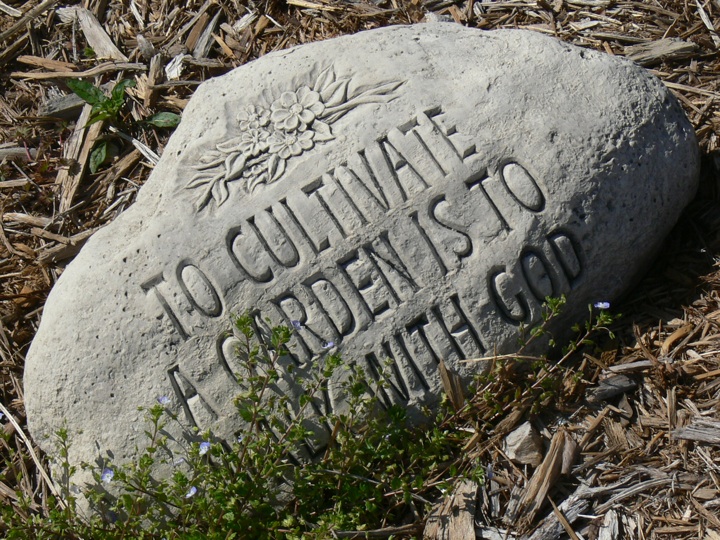 TO CULTIVATE
A GARDEN IS TO
WITH GOD